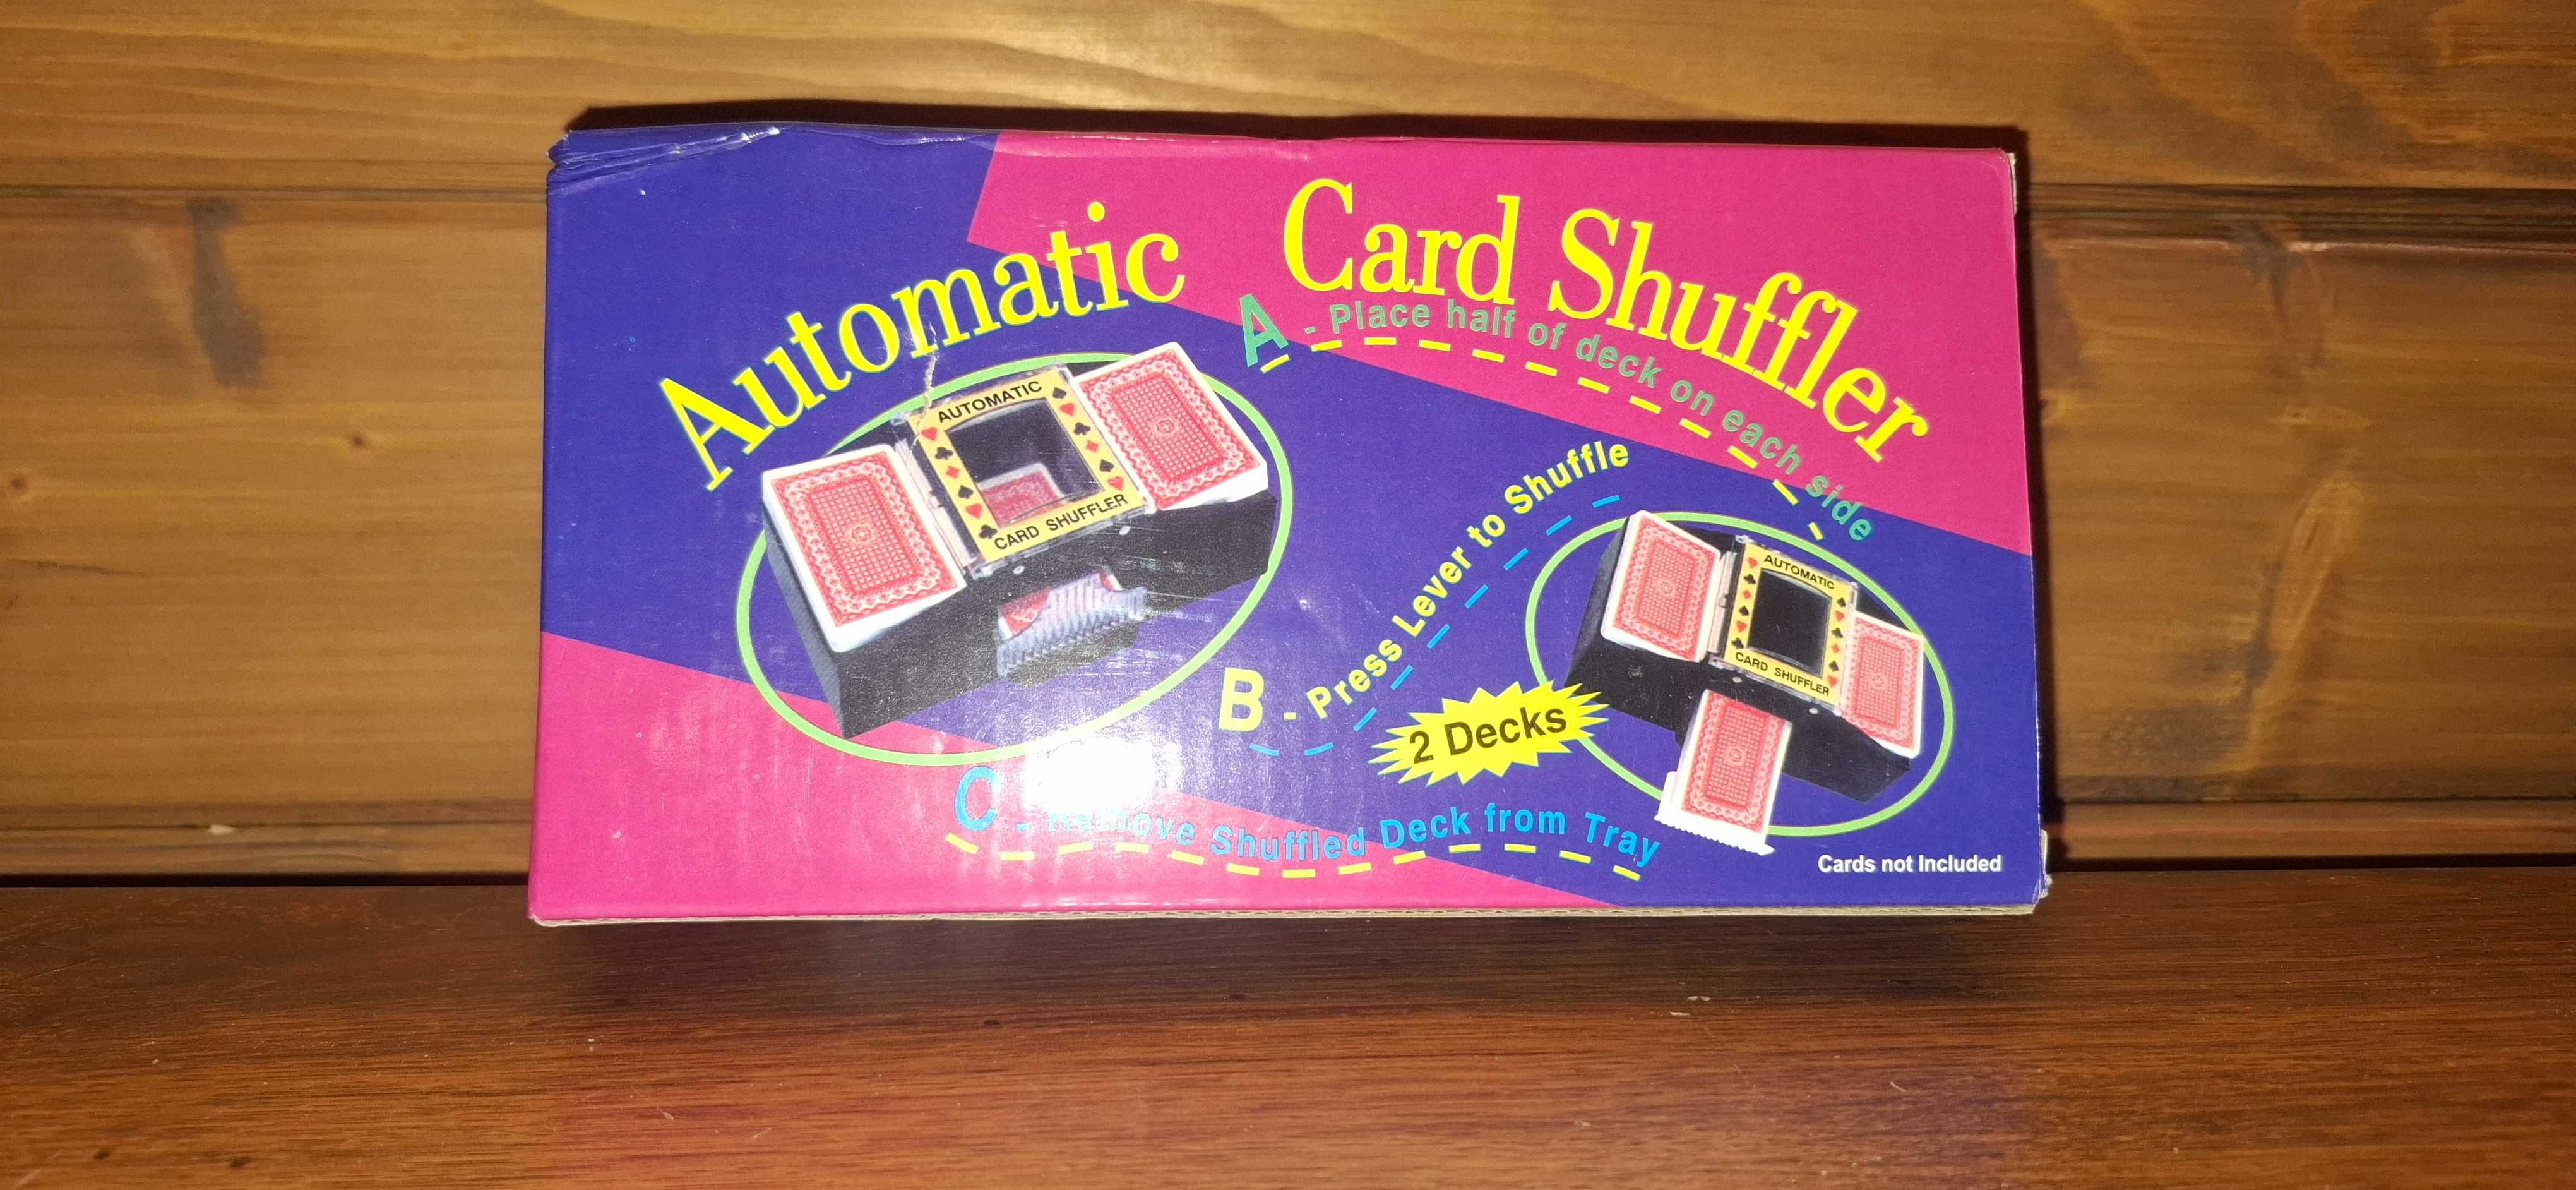 Automatic Card Shuffler
A - Place half of deck on each side
AUTOMATIC
CARD SHUFFLER
B - Press Lever to Shuffle
AUTOMATIC
CARD SHUFFLER
2 Decks
C - Remove Shuffled Deck from Tray
Cards not Included